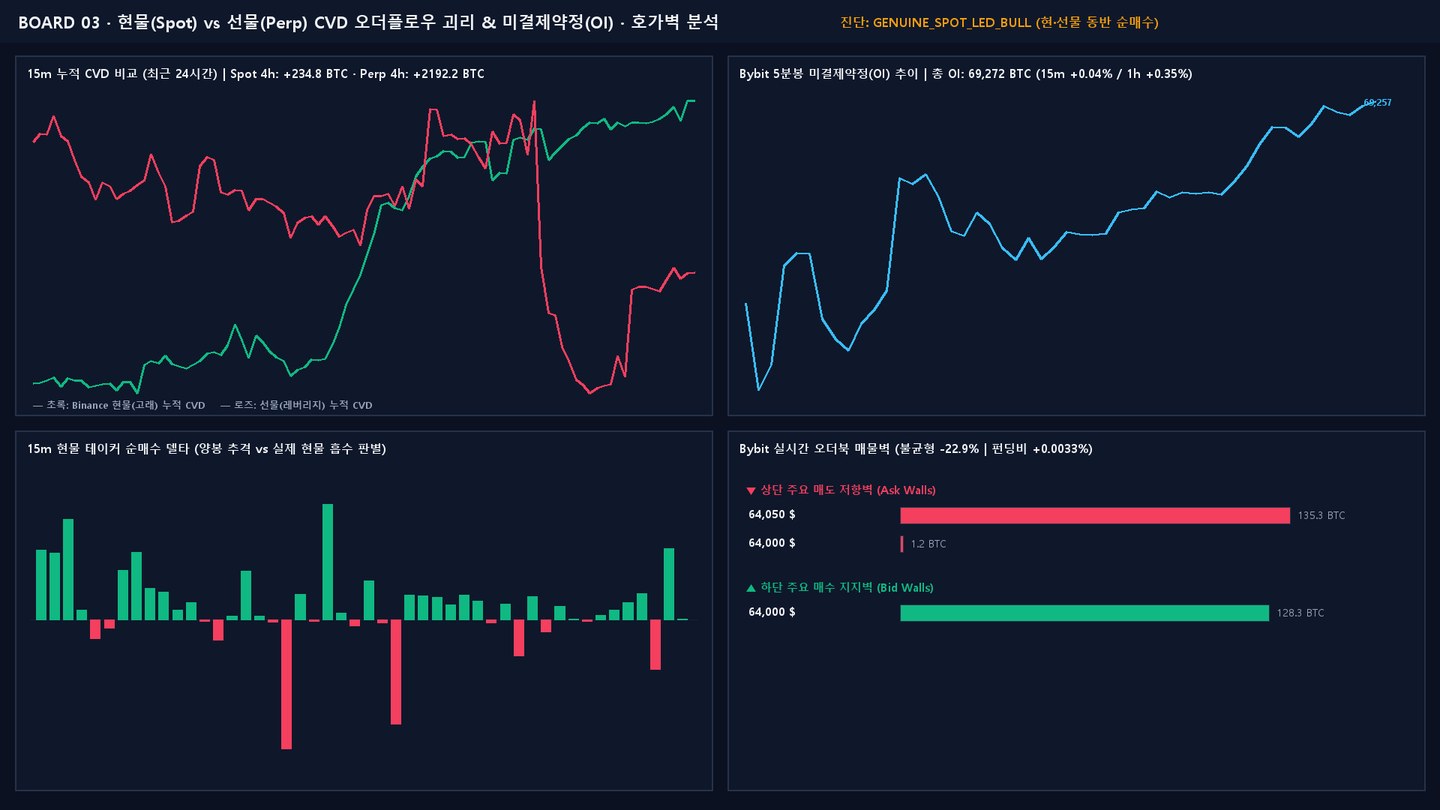 BOARD 03 · 현물(Spot) vs 선물(Perp) CVD 오더플로우 괴리 & 미결제약정(OI) · 호가벽 분석
진단: GENUINE_SPOT_LED_BULL (현·선물 동반 순매수)
15m 누적 CVD 비교 (최근 24시간) | Spot 4h: +234.8 BTC · Perp 4h: +2192.2 BTC
— 초록: Binance 현물(고래) 누적 CVD — 로즈: 선물(레버리지) 누적 CVD
Bybit 5분봉 미결제약정(OI) 추이 | 총 OI: 69,272 BTC (15m +0.04% / 1h +0.35%)
69,257
15m 현물 테이커 순매수 델타 (양봉 추격 vs 실제 현물 흡수 판별)
Bybit 실시간 오더북 매물벽 (불균형 -22.9% | 펀딩비 +0.0033%)
▼ 상단 주요 매도 저항벽 (Ask Walls)
64,050 $ 135.3 BTC
64,000 $ 1.2 BTC
▲ 하단 주요 매수 지지벽 (Bid Walls)
64,000 $ 128.3 BTC